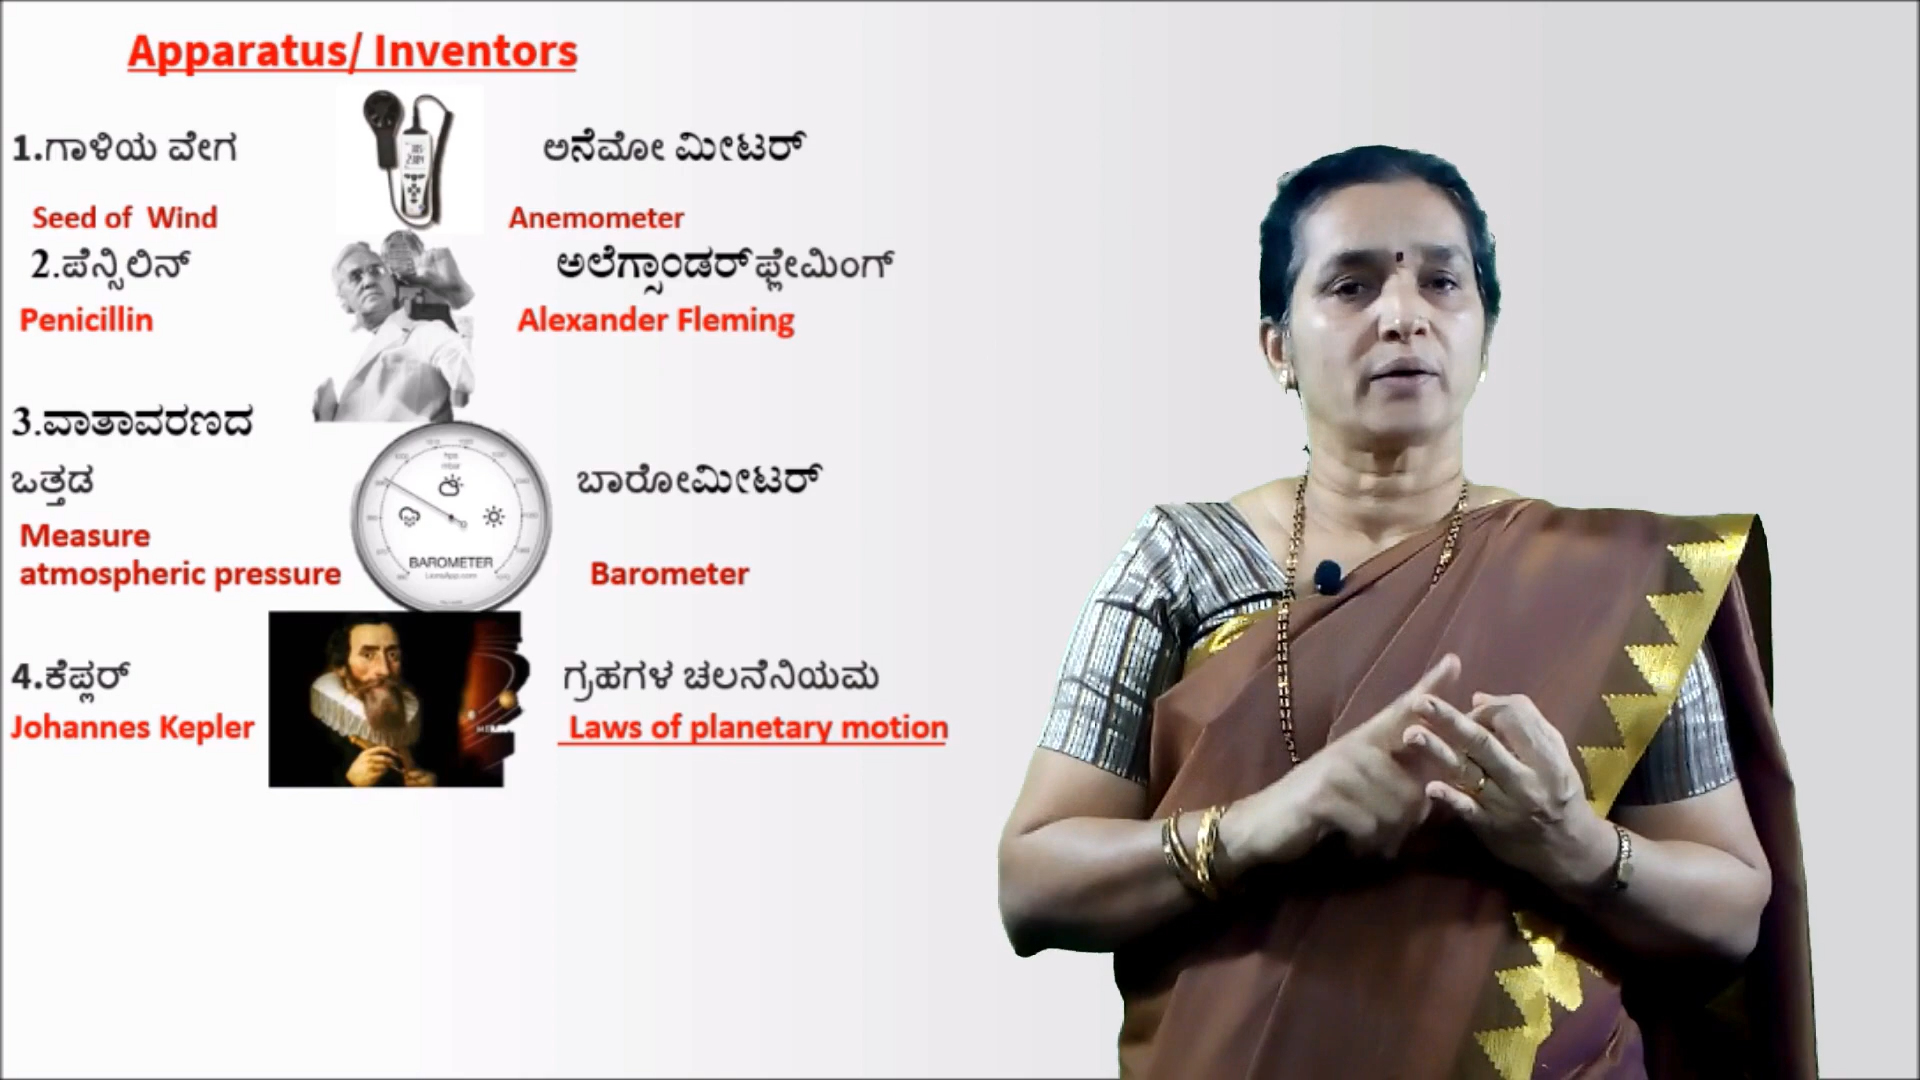 Apparatus/ Inventors
1.ಗಾಳಿಯ ವೇಗ
ಅನೆಮೋ ಮೀಟರ್
Seed of Wind
Anemometer
2.ಪೆನ್ಸಿಲಿನ್
ಅಲೆಗ್ಸಾಂಡರ್ ಫ್ಲೇಮಿಂಗ್
Penicillin
Alexander Fleming
3.ವಾತಾವರಣದ
ಒತ್ತಡ
ಬಾರೋಮೀಟರ್
Measure
atmospheric pressure
BAROMETER
Barometer
4.ಕೆಪ್ಲರ್
ಗ್ರಹಗಳ ಚಲನೆನಿಯಮ
Johannes Kepler
Laws of planetary motion